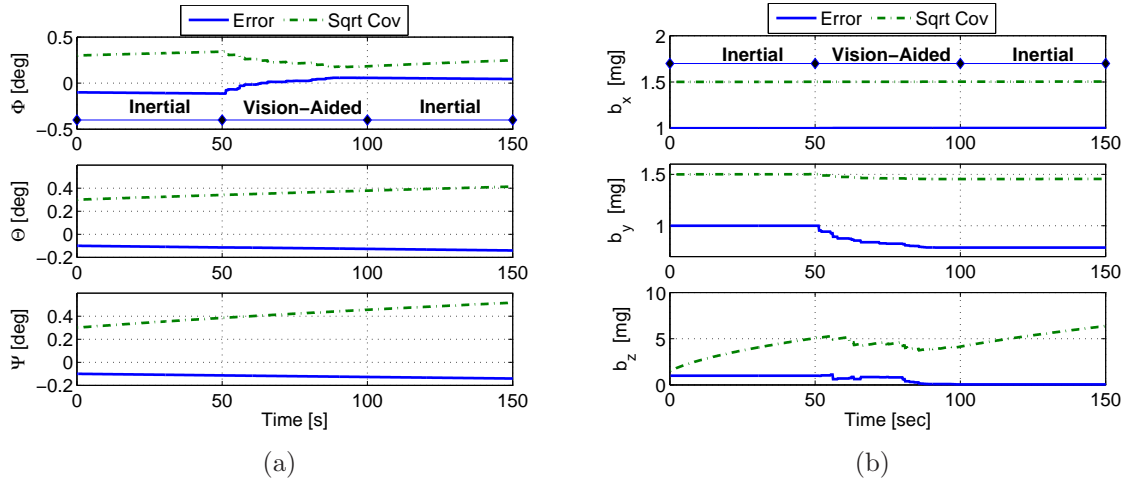 Error Sqrt Cov
0.5
0
−0.5
Φ [deg]
Inertial Vision−Aided Inertial
0 50 100 150
0.4
0.2
0
−0.2
Θ [deg]
0 50 100 150
0.4
0.2
0
−0.2
Ψ [deg]
0 50 100 150
Time [s]
(a)
Error Sqrt Cov
2
1.5
1
b_x [mg]
Inertial Vision−Aided Inertial
0 50 100 150
1.5
1
b_y [mg]
0 50 100 150
10
5
0
b_z [mg]
0 50 100 150
Time [sec]
(b)